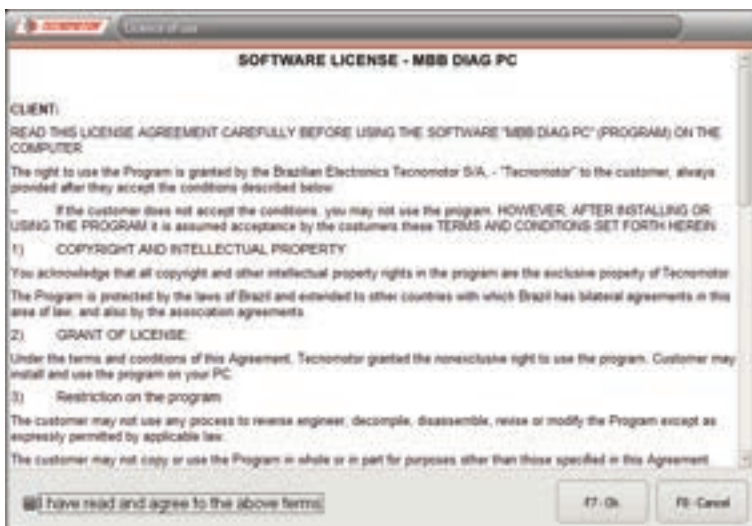 Licence of use
SOFTWARE LICENSE - MBB DIAG PC
CLIENT:
READ THIS LICENSE AGREEMENT CAREFULLY BEFORE USING THE SOFTWARE "MBB DIAG PC" (PROGRAM) ON THE
COMPUTER
The right to use the Program is granted by the Brazilian Electronics Tecnomotor S/A, - "Tecnomotor" to the customer, always
provided after they accept the conditions described below:
- If the customer does not accept the conditions, you may not use the program. HOWEVER, AFTER INSTALLING OR
USING THE PROGRAM it is assumed acceptance by the costumers these TERMS AND CONDITIONS SET FORTH HEREIN
1) COPYRIGHT AND INTELLECTUAL PROPERTY
You acknowledge that all copyright and other intellectual property rights in the program are the exclusive property of Tecnomotor.
The Program is protected by the laws of Brazil and extended to other countries with which Brazil has bilateral agreements in this
area of law, and also by the association agreements.
2) GRANT OF LICENSE:
Under the terms and conditions of this Agreement, Tecnomotor granted the nonexclusive right to use the program. Customer may
install and use the program on your PC
3) Restriction on the program
The customer may not use any process to reverse engineer, decompile, disassemble, revise or modify the Program except as
expressly permitted by applicable law.
The customer may not copy or use the Program in whole or in part for purposes other than those specified in this Agreement.
I have read and agree to the above terms
F7 - Ok
F8 - Cancel